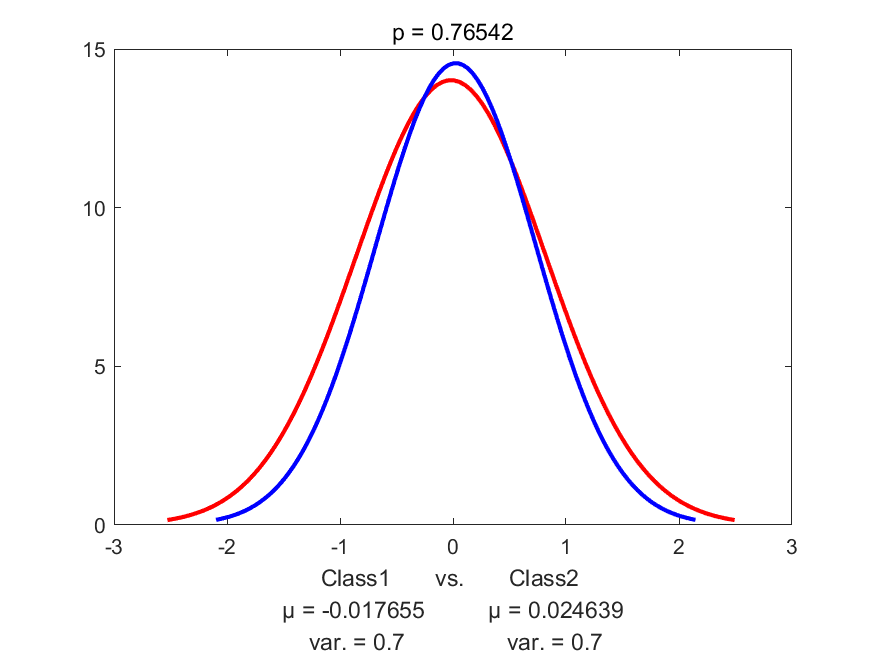 p = 0.76542
15
10
5
0
-3 -2 -1 0 1 2 3
Class1 vs. Class2
μ = -0.017655 μ = 0.024639
var. = 0.7 var. = 0.7